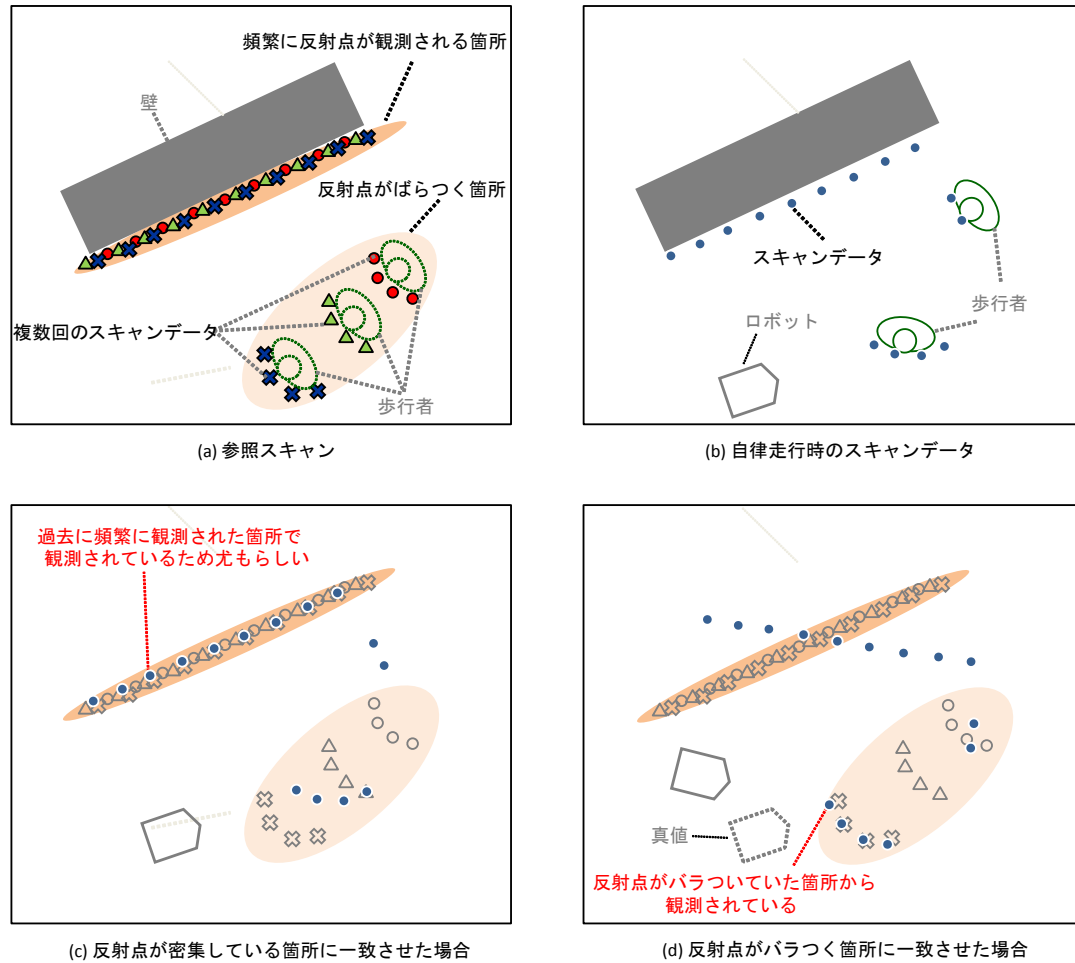 頻繁に反射点が観測される箇所
壁
反射点がばらつく箇所
複数回のスキャンデータ
歩行者
(a) 参照スキャン
スキャンデータ
歩行者
ロボット
(b) 自律走行時のスキャンデータ
過去に頻繁に観測された箇所で
観測されているため尤もらしい
(c) 反射点が密集している箇所に一致させた場合
真値
反射点がバラついていた箇所から
観測されている
(d) 反射点がバラつく箇所に一致させた場合